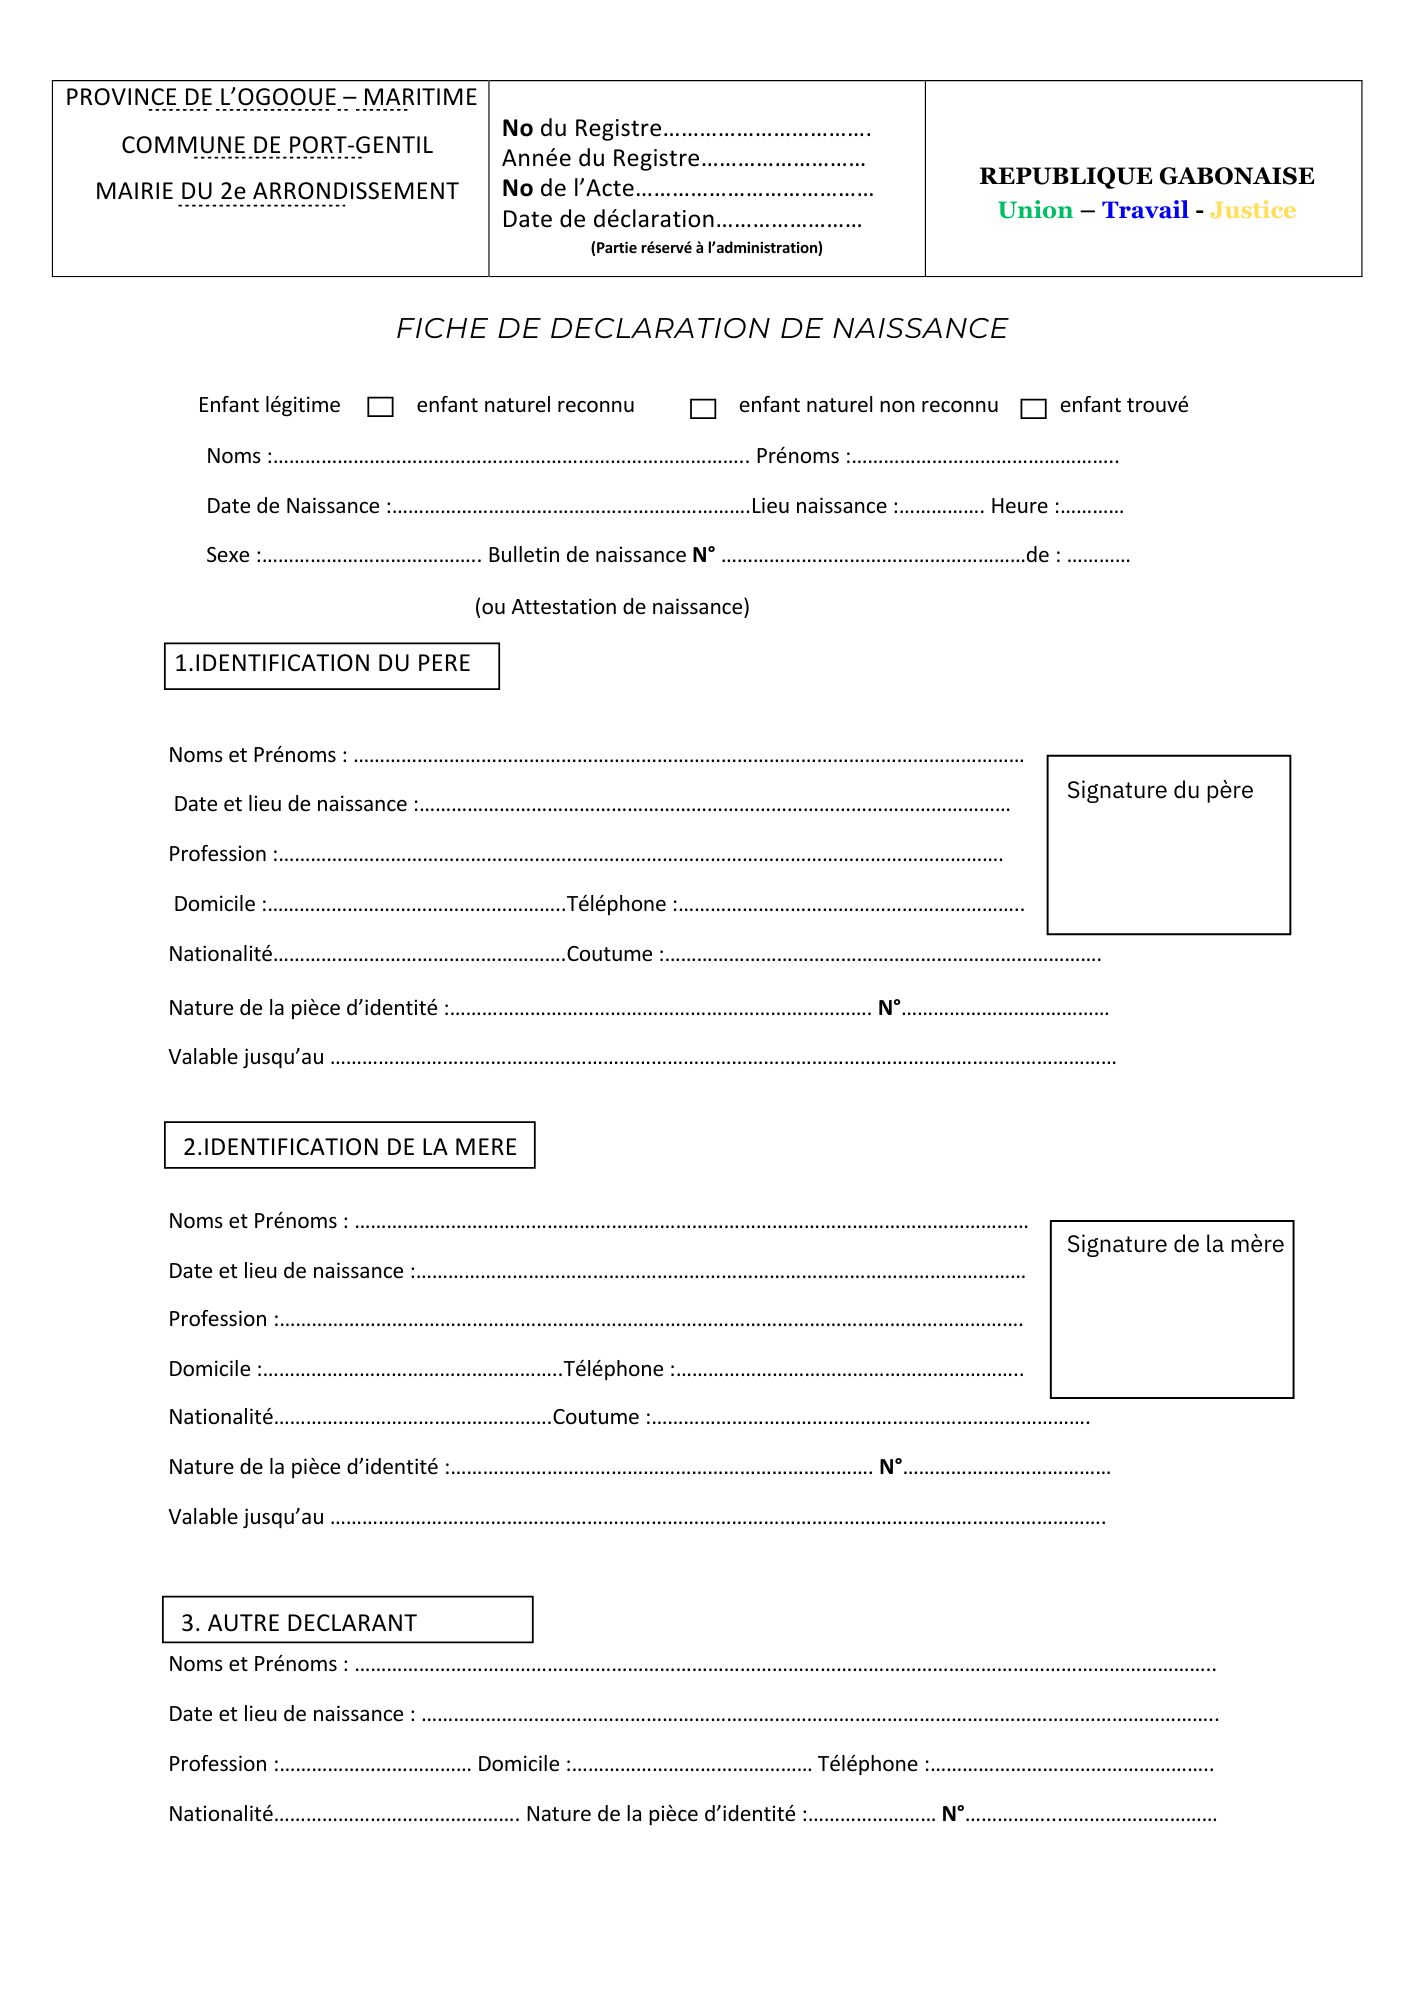 PROVINCE DE L’OGOOUE – MARITIME
COMMUNE DE PORT-GENTIL
MAIRIE DU 2e ARRONDISSEMENT
No du Registre…………………………….
Année du Registre………………………
No de l’Acte…………………………………
Date de déclaration……………………
(Partie réservé à l’administration)
REPUBLIQUE GABONAISE
Union – Travail - Justice
FICHE DE DECLARATION DE NAISSANCE
Enfant légitime ☐ enfant naturel reconnu ☐ enfant naturel non reconnu ☐ enfant trouvé
Noms :…………………………………………………………………………….. Prénoms :…………………………………………..
Date de Naissance :………………………………………………………….Lieu naissance :……………. Heure :…………
Sexe :………………………………….. Bulletin de naissance N° …………………………………………………de : …………
(ou Attestation de naissance)
1.IDENTIFICATION DU PERE
Noms et Prénoms : ………………………………………………………………………………………………………………
Date et lieu de naissance :…………………………………………………………………………………………………
Profession :……………………………………………………………………………………………………………………….
Domicile :………………………………………………..Téléphone :………………………………………………………..
Nationalité……………………………………………….Coutume :……………………………………………………………………….
Nature de la pièce d’identité :……………………………………………………………………. N°…………………………………
Valable jusqu’au ……………………………………………………………………………………………………………………………
Signature du père
2.IDENTIFICATION DE LA MERE
Noms et Prénoms : ………………………………………………………………………………………………………………
Date et lieu de naissance :……………………………………………………………………………………………………
Profession :………………………………………………………………………………………………………………………….
Domicile :………………………………………………..Téléphone :………………………………………………………..
Nationalité…………………………………………….Coutume :……………………………………………………………………….
Nature de la pièce d’identité :……………………………………………………………………. N°…………………………………
Valable jusqu’au ……………………………………………………………………………………………………………………………….
Signature de la mère
3. AUTRE DECLARANT
Noms et Prénoms : ……………………………………………………………………………………………………………………………………………..
Date et lieu de naissance : …………………………………………………………………………………………………………………………………..
Profession :……………………………… Domicile :……………………………………… Téléphone :……………………………………………..
Nationalité………………………………………. Nature de la pièce d’identité :…………………… N°……………..…………………………